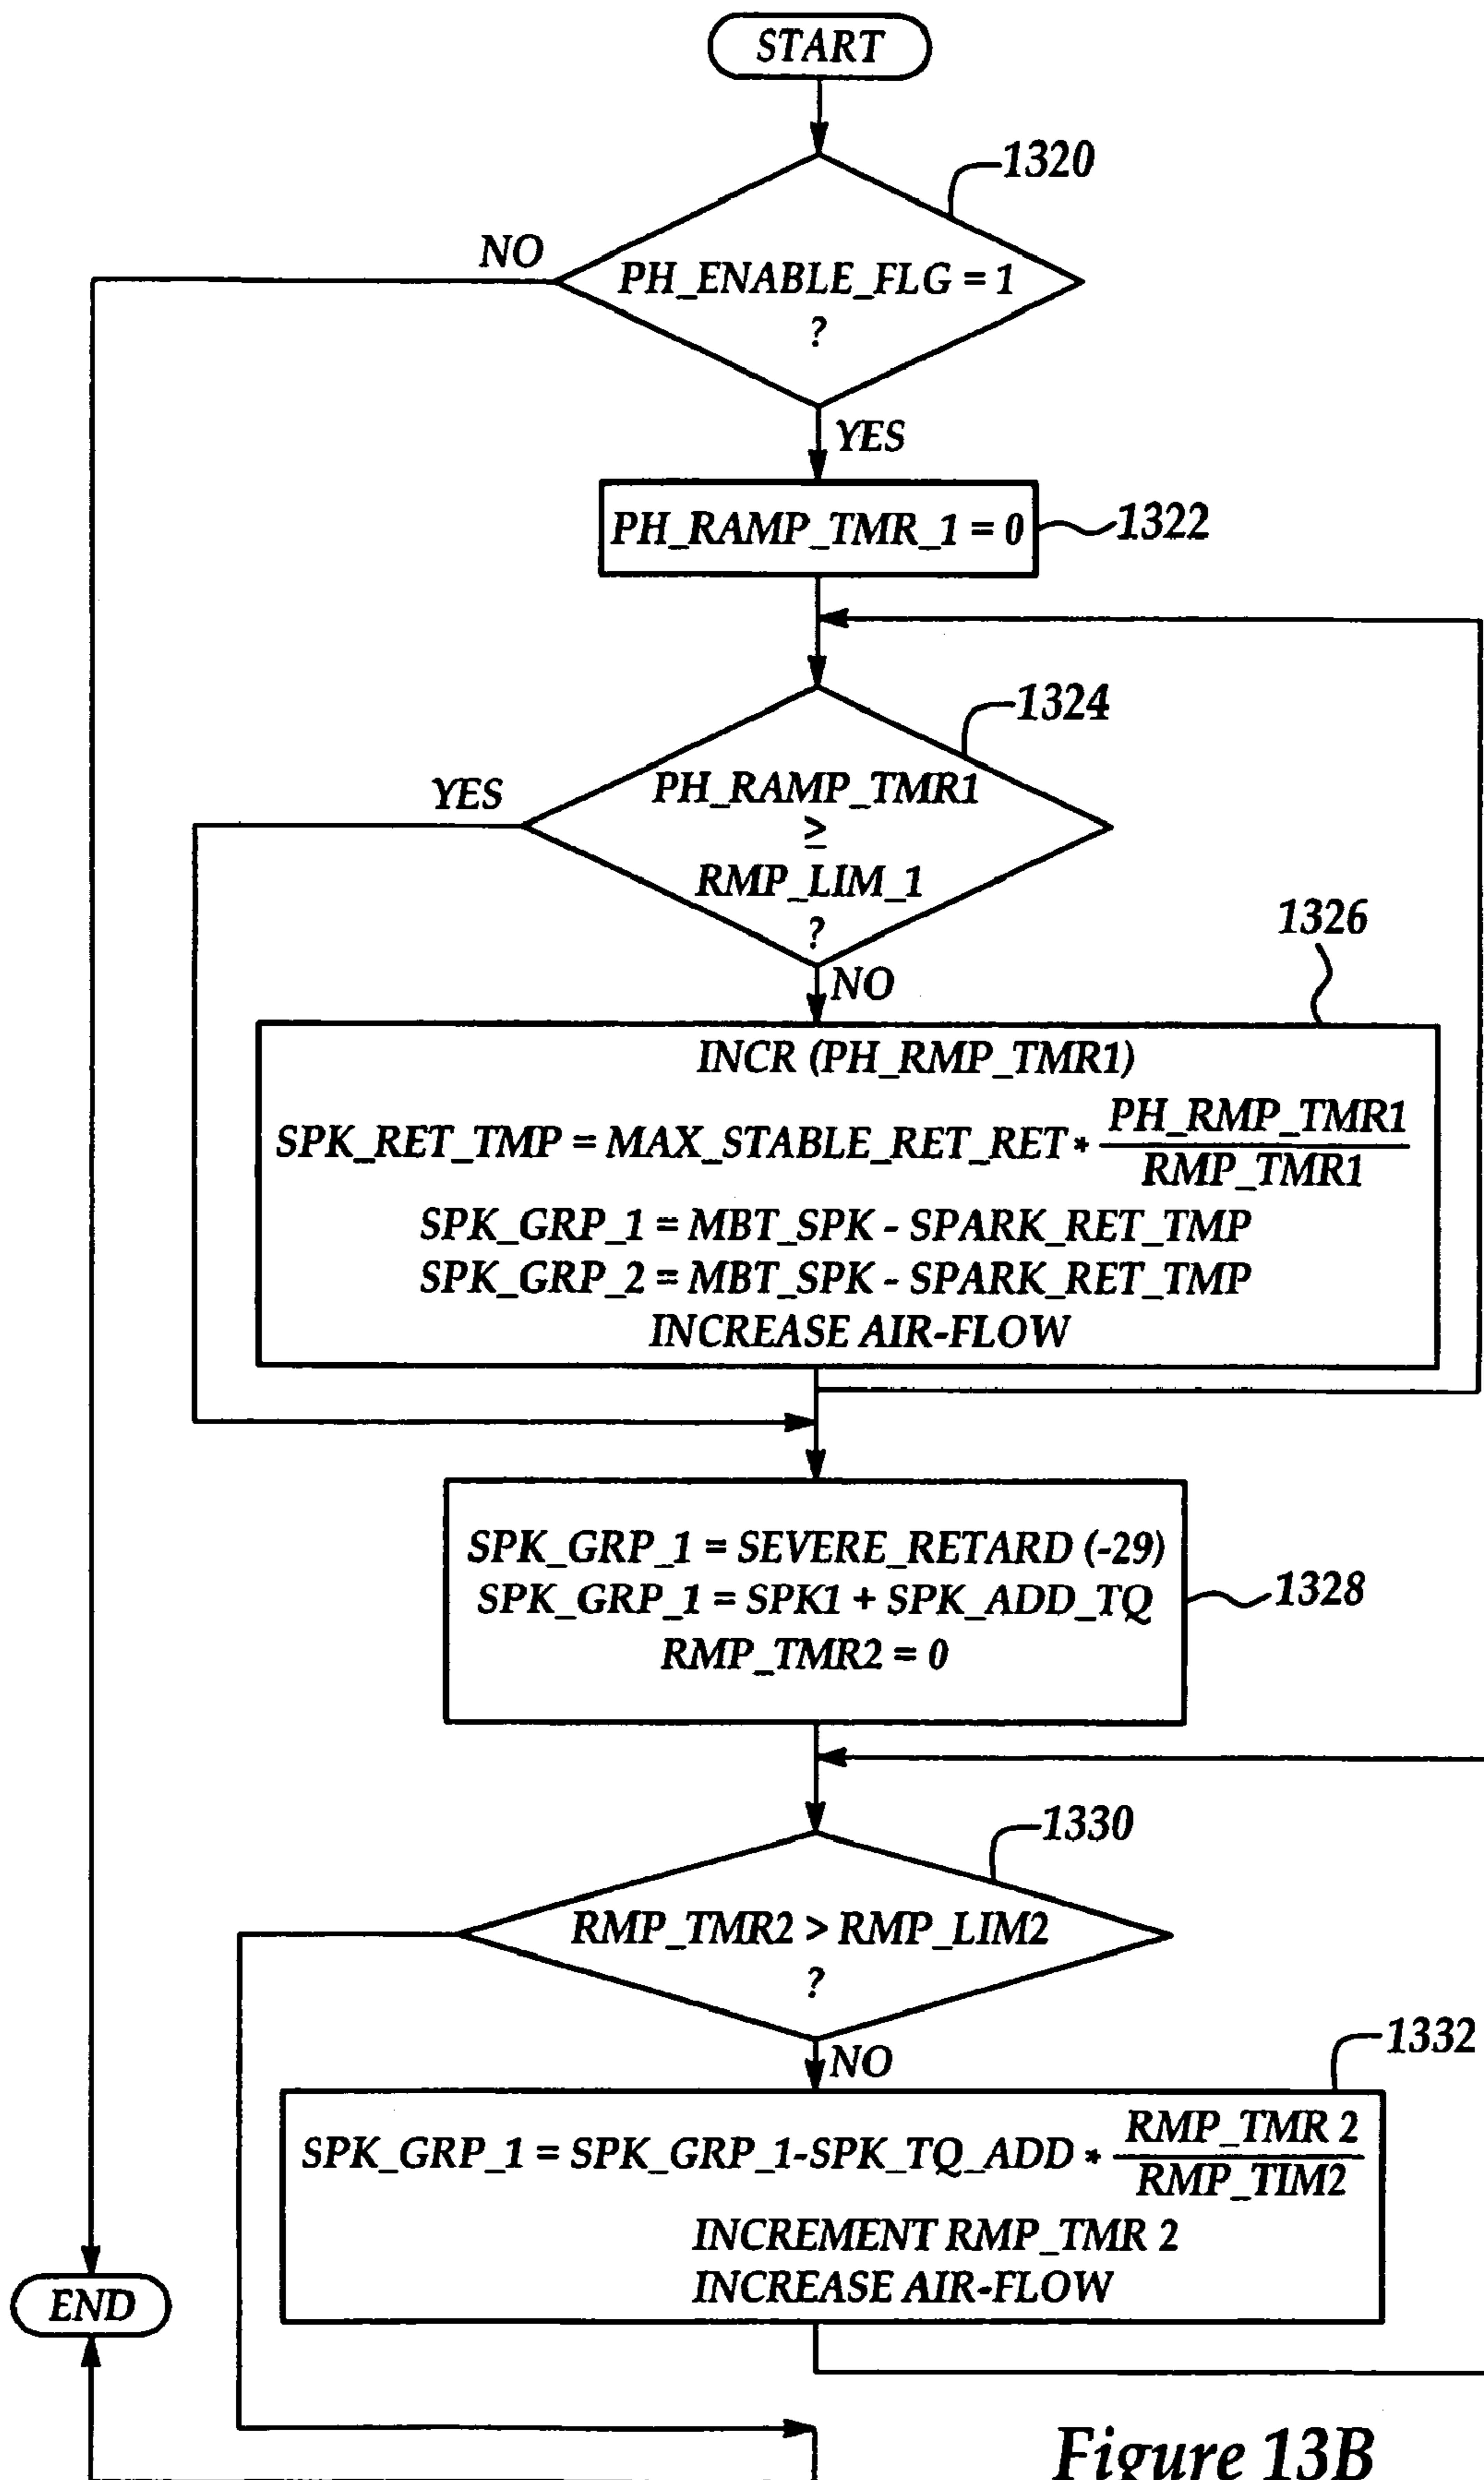 START
1320
NO
PH_ENABLE_FLG = 1
?
YES
PH_RAMP_TMR_1 = 0
1322
1324
YES
PH_RAMP_TMR1
≥
RMP_LIM_1
?
NO
1326
INCR (PH_RMP_TMR1)
SPK_RET_TMP = MAX_STABLE_RET_RET * PH_RMP_TMR1
RMP_TMR1
SPK_GRP_1 = MBT_SPK - SPARK_RET_TMP
SPK_GRP_2 = MBT_SPK - SPARK_RET_TMP
INCREASE AIR-FLOW
SPK_GRP_1 = SEVERE_RETARD (-29)
SPK_GRP_1 = SPK1 + SPK_ADD_TQ
RMP_TMR2 = 0
1328
1330
RMP_TMR2 > RMP_LIM2
?
NO
1332
SPK_GRP_1 = SPK_GRP_1-SPK_TQ_ADD * RMP_TMR 2
RMP_TIM2
INCREMENT RMP_TMR 2
INCREASE AIR-FLOW
END
Figure 13B